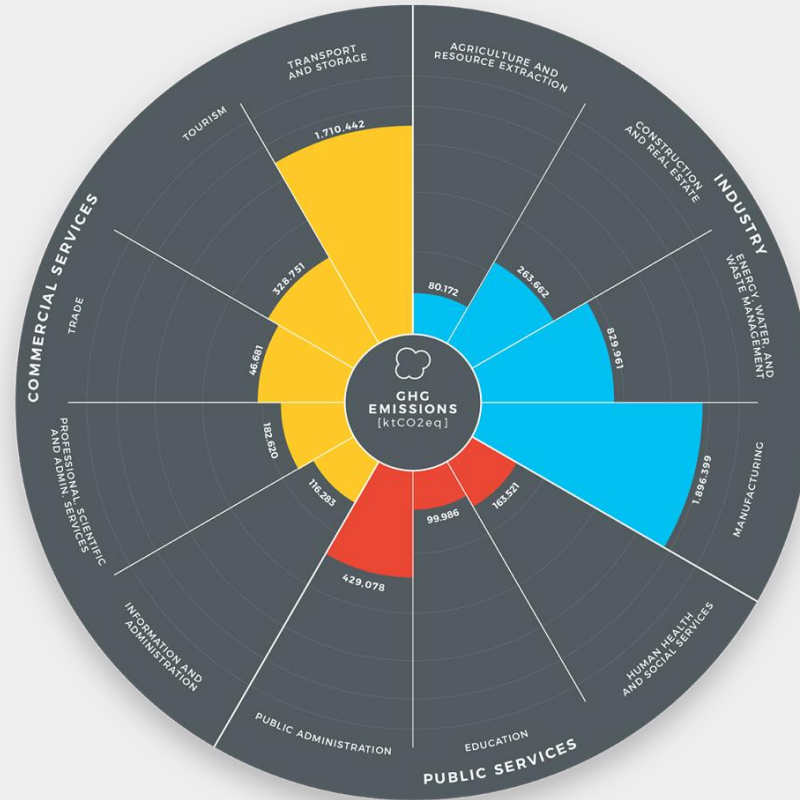 GHG
EMISSIONS
[ktCO2eq]
INDUSTRY
AGRICULTURE AND
RESOURCE EXTRACTION
80.172
CONSTRUCTION
AND REAL ESTATE
263.662
ENERGY, WATER, AND
WASTE MANAGEMENT
829.961
MANUFACTURING
1.896.399
PUBLIC SERVICES
HUMAN HEALTH
AND SOCIAL SERVICES
163.521
EDUCATION
99.986
PUBLIC ADMINISTRATION
429.078
COMMERCIAL SERVICES
INFORMATION AND
ADMINISTRATION
116.283
PROFESSIONAL, SCIENTIFIC
AND ADMIN. SERVICES
182.620
TRADE
46.681
TOURISM
328.751
TRANSPORT
AND STORAGE
1.710.442